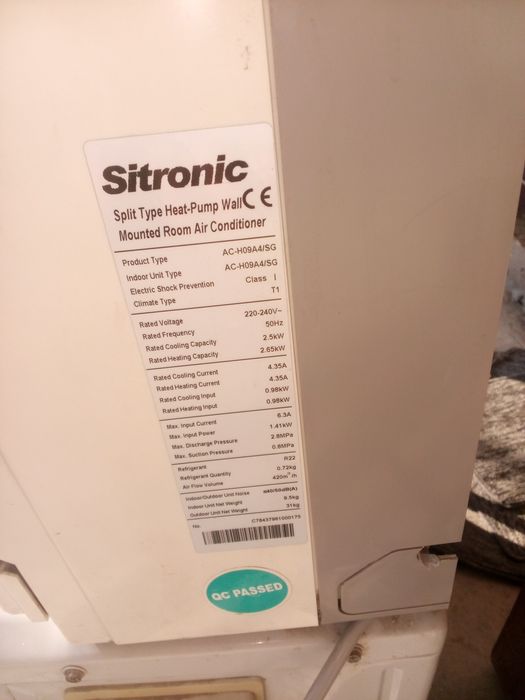 Sitronic
Split Type Heat-Pump Wall CE
Mounted Room Air Conditioner
Product Type AC-H09A4/SG
Indoor Unit Type AC-H09A4/SG
Electric Shock Prevention Class I
Climate Type T1
Rated Voltage 220-240V~
Rated Frequency 50Hz
Rated Cooling Capacity 2.5kW
Rated Heating Capacity 2.65kW
Rated Cooling Current 4.35A
Rated Heating Current 4.35A
Rated Cooling Input 0.98kW
Rated Heating Input 0.98kW
Max. Input Current 6.3A
Max. Input Power 1.41kW
Max. Discharge Pressure 2.8MPa
Max. Suction Pressure 0.6MPa
Refrigerant R22
Refrigerant Quantity 0.72kg
Air Flow Volume 420m³/h
Indoor/Outdoor Unit Noise ≤40/50dB(A)
Indoor Unit Net Weight 9.5kg
Outdoor Unit Net Weight 31kg
No. C78437981000175
QC PASSED